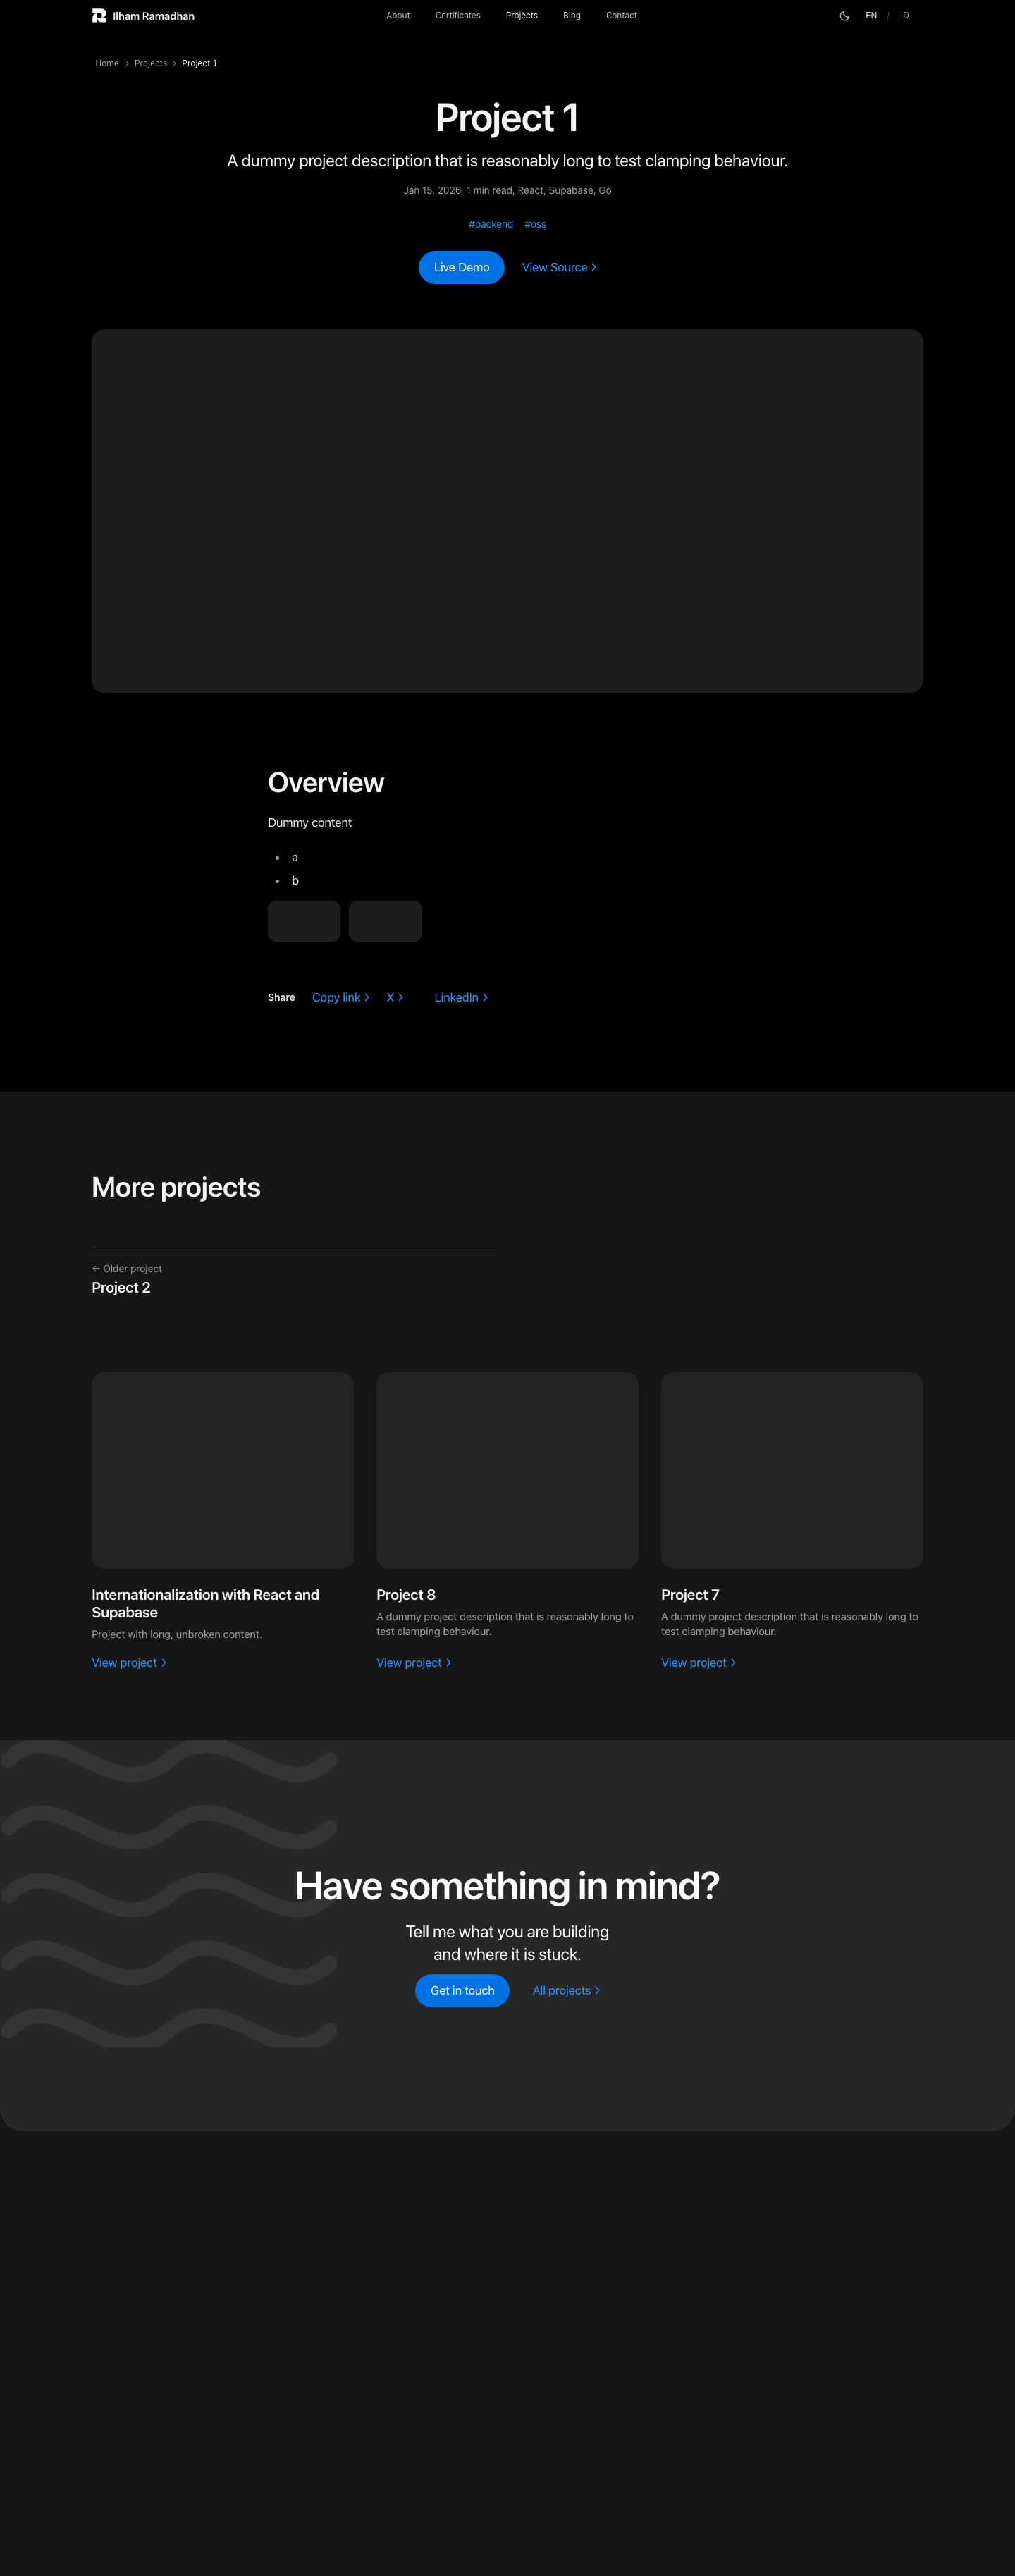 Ilham Ramadhan
About
Certificates
Projects
Blog
Contact
EN / ID
Home > Projects > Project 1
Project 1
A dummy project description that is reasonably long to test clamping behaviour.
Jan 15, 2026, 1 min read, React, Supabase, Go
#backend #oss
Live Demo
View Source >
Overview
Dummy content
• a
• b
Share
Copy link >
X >
LinkedIn >
More projects
← Older project
Project 2
Internationalization with React and
Supabase
Project with long, unbroken content.
View project >
Project 8
A dummy project description that is reasonably long to
test clamping behaviour.
View project >
Project 7
A dummy project description that is reasonably long to
test clamping behaviour.
View project >
Have something in mind?
Tell me what you are building
and where it is stuck.
Get in touch
All projects >